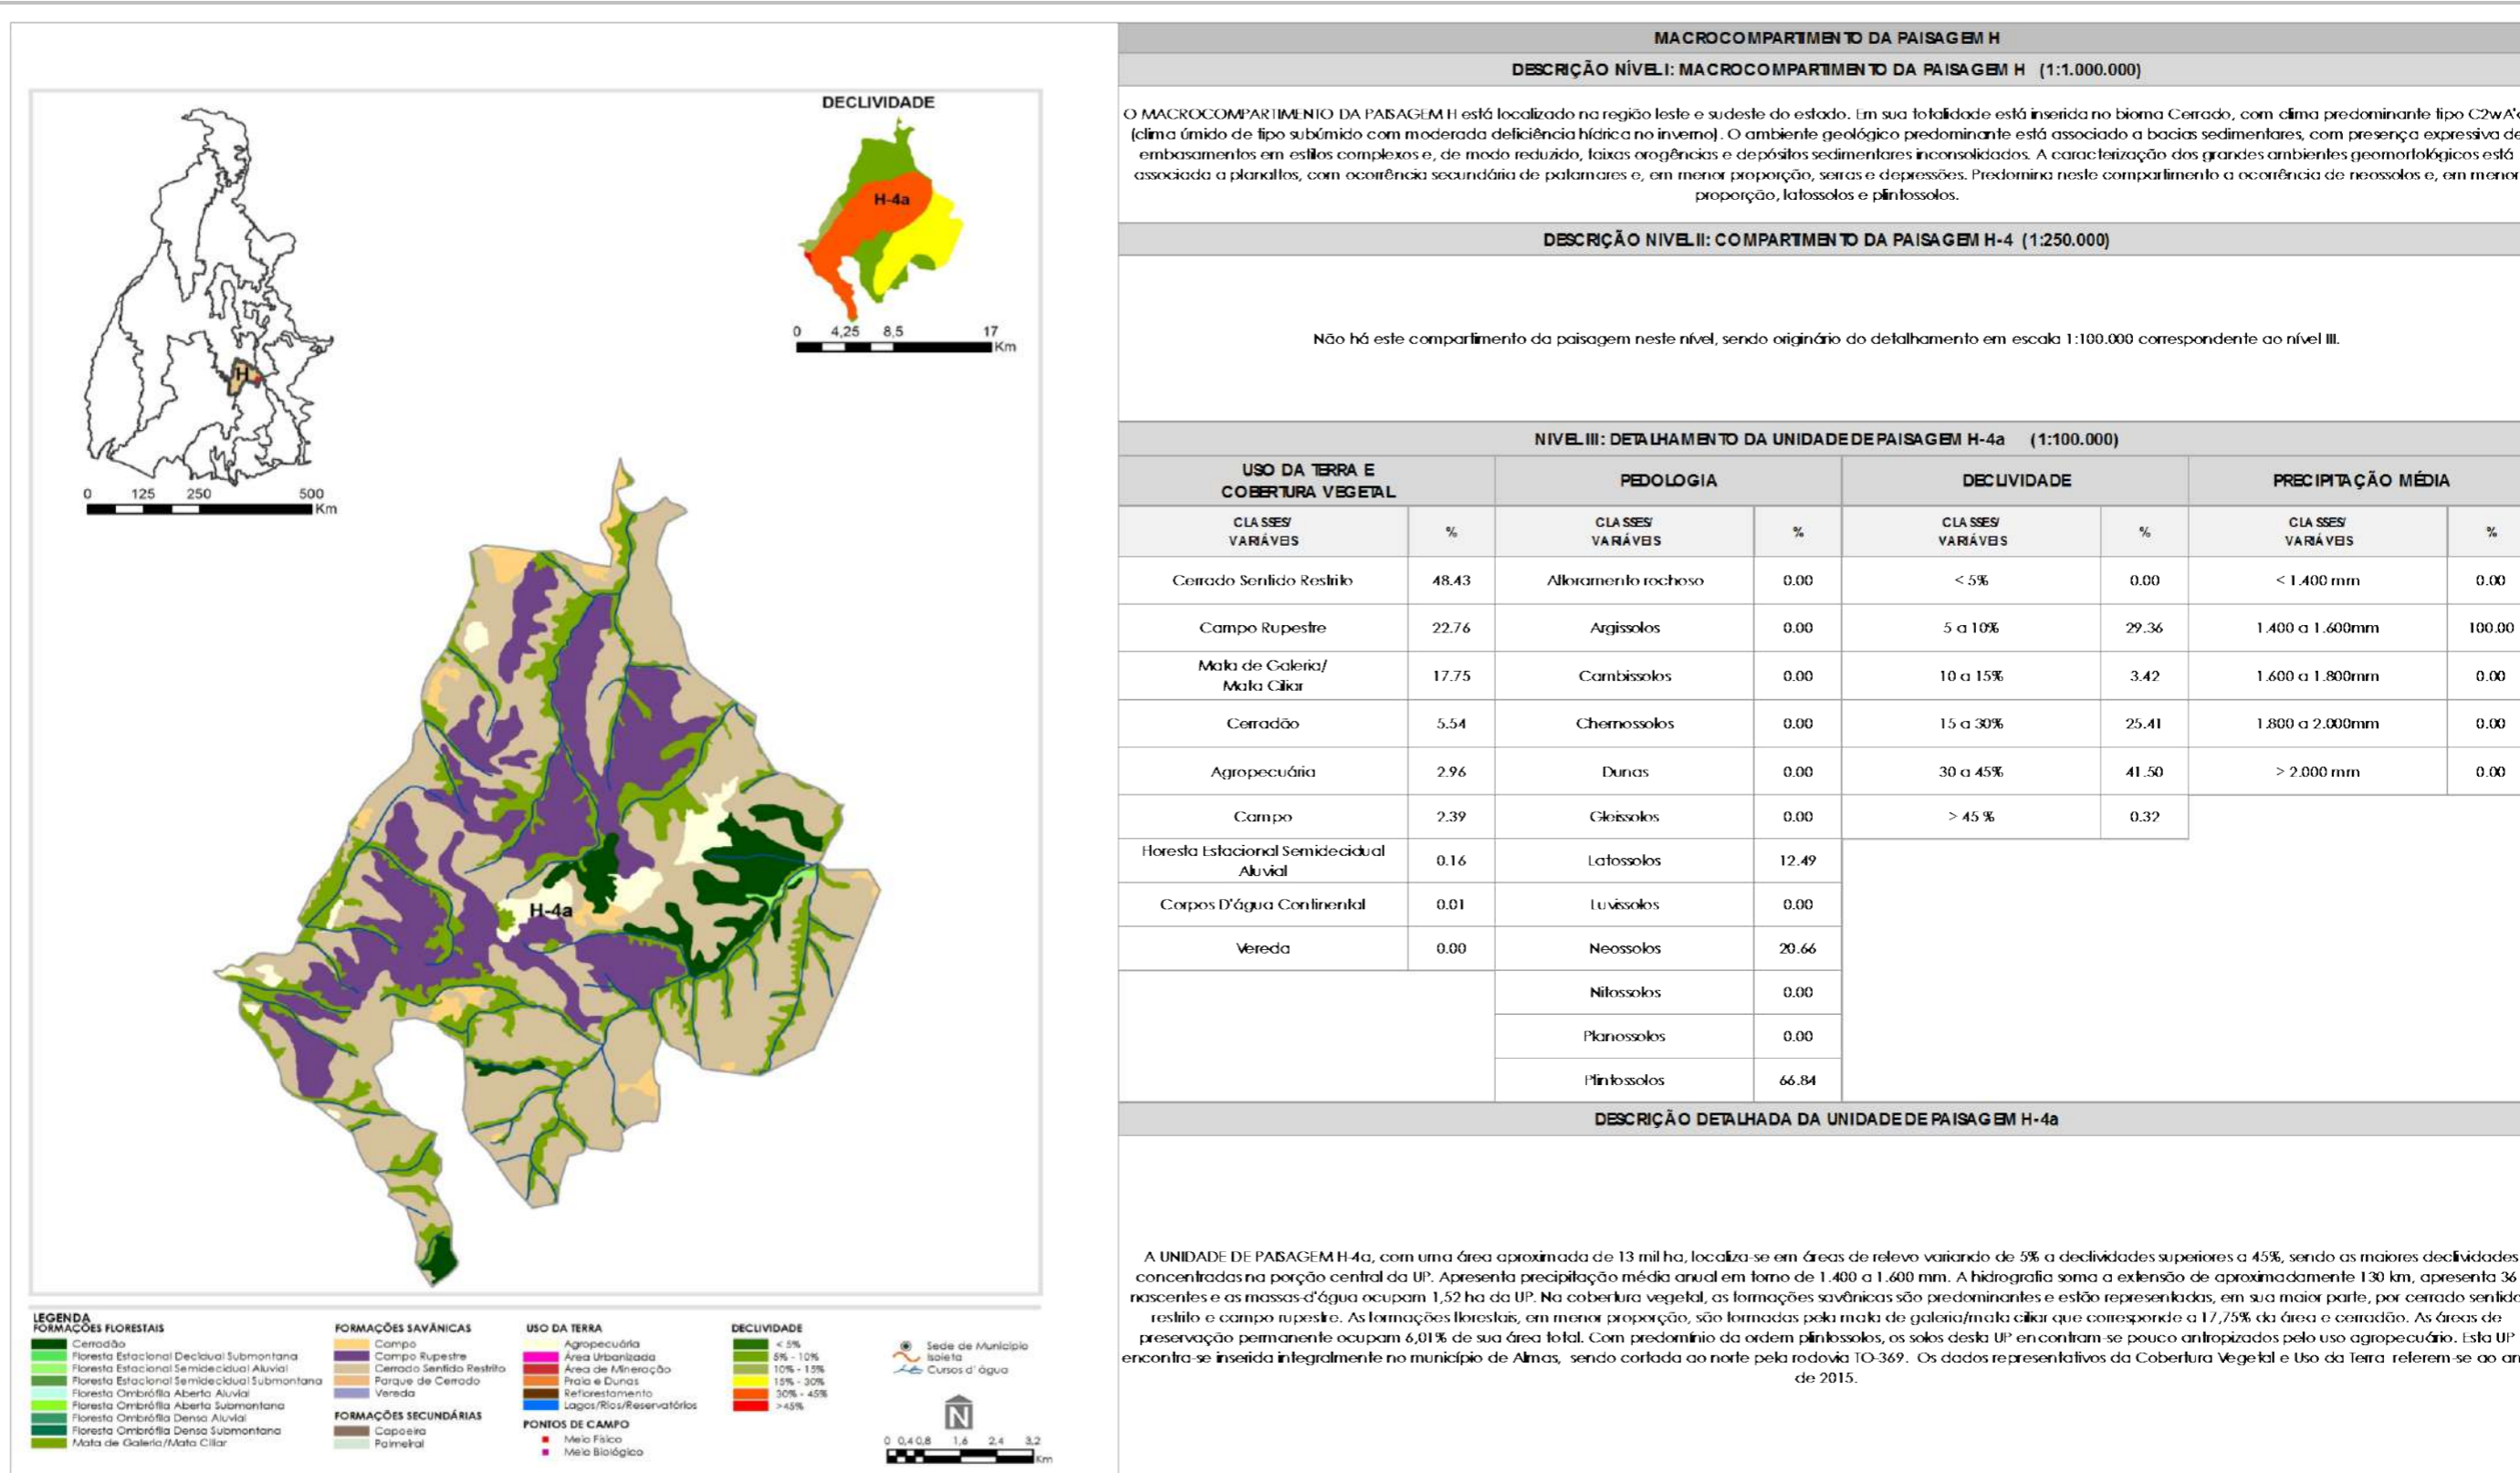 DECLIVIDADE
H-4a
0 4,25 8,5 17
Km
H
0 125 250 500
Km
H-4a
LEGENDA
FORMAÇÕES FLORESTAIS
Cerradão
Floresta Estacional Decidual Submontana
Floresta Estacional Semidecidual Aluvial
Floresta Estacional Semidecidual Submontana
Floresta Ombrófila Aberta Aluvial
Floresta Ombrófila Aberta Submontana
Floresta Ombrófila Densa Aluvial
Floresta Ombrófila Densa Submontana
Mata de Galeria/Mata Ciliar
FORMAÇÕES SAVÂNICAS
Campo
Campo Rupestre
Cerrado Sentido Restrito
Parque de Cerrado
Vereda
FORMAÇÕES SECUNDÁRIAS
Capoeira
Palmeiral
USO DA TERRA
Agropecuária
Área Urbanizada
Área de Mineração
Praia e Dunas
Reflorestamento
Lagos/Rios/Reservatórios
PONTOS DE CAMPO
Meio Físico
Meio Biológico
DECLIVIDADE
< 5%
5% - 10%
10% - 15%
15% - 30%
30% - 45%
>45%
Sede de Município
Isoieta
Cursos d'água
N
0 0,4 0,8 1,6 2,4 3,2
Km
MACROCOMPARTIMENTO DA PAISAGEM H
DESCRIÇÃO NÍVEL I: MACROCOMPARTIMENTO DA PAISAGEM H (1:1.000.000)
O MACROCOMPARTIMENTO DA PAISAGEM H está localizado na região leste e sudeste do estado. Em sua totalidade está inserida no bioma Cerrado, com clima predominante tipo C2wA'
(clima úmido de tipo subúmido com moderada deficiência hídrica no inverno). O ambiente geológico predominante está associado a bacias sedimentares, com presença expressiva de
embasamentos em estilos complexos e, de modo reduzido, faixas orogências e depósitos sedimentares inconsolidados. A caracterização dos grandes ambientes geomorfológicos está
associada a planaltos, com ocorrência secundária de patamares e, em menor proporção, serras e depressões. Predomina neste compartimento a ocorrência de neossolos e, em menor
proporção, latossolos e plintossolos.
DESCRIÇÃO NIVEL II: COMPARTIMENTO DA PAISAGEM H-4 (1:250.000)
Não há este compartimento da paisagem neste nível, sendo originário do detalhamento em escala 1:100.000 correspondente ao nível III.
NIVEL III: DETALHAMENTO DA UNIDADE DE PAISAGEM H-4a (1:100.000)
USO DA TERRA E COBERTURA VEGETAL PEDOLOGIA DECLIVIDADE PRECIPITAÇÃO MÉDIA
CLASSES/ VARIÁVEIS % CLASSES/ VARIÁVEIS % CLASSES/ VARIÁVEIS % CLASSES/ VARIÁVEIS %
Cerrado Sentido Restrito 48.43 Afloramento rochoso 0.00 < 5% 0.00 < 1.400 mm 0.00
Campo Rupestre 22.76 Argissolos 0.00 5 a 10% 29.36 1.400 a 1.600mm 100.00
Mata de Galeria/ Mata Ciliar 17.75 Cambissolos 0.00 10 a 15% 3.42 1.600 a 1.800mm 0.00
Cerradão 5.54 Chernossolos 0.00 15 a 30% 25.41 1.800 a 2.000mm 0.00
Agropecuária 2.96 Dunas 0.00 30 a 45% 41.50 > 2.000 mm 0.00
Campo 2.39 Gleissolos 0.00 > 45 % 0.32
Floresta Estacional Semidecidual Aluvial 0.16 Latossolos 12.49
Corpos D'água Continental 0.01 Luvissolos 0.00
Vereda 0.00 Neossolos 20.66
Nitossolos 0.00
Planossolos 0.00
Plintossolos 66.84
DESCRIÇÃO DETALHADA DA UNIDADE DE PAISAGEM H-4a
A UNIDADE DE PAISAGEM H-4a, com uma área aproximada de 13 mil ha, localiza-se em áreas de relevo variando de 5% a declividades superiores a 45%, sendo as maiores declividades
concentradas na porção central da UP. Apresenta precipitação média anual em torno de 1.400 a 1.600 mm. A hidrografia soma a extensão de aproximadamente 130 km, apresenta 36
nascentes e as massas-d'água ocupam 1,52 ha da UP. Na cobertura vegetal, as formações savânicas são predominantes e estão representadas, em sua maior parte, por cerrado sentido
restrito e campo rupestre. As formações florestais, em menor proporção, são formadas pela mata de galeria/mata ciliar que corresponde a 17,75% da área e cerradão. As áreas de
preservação permanente ocupam 6,01% de sua área total. Com predomínio da ordem plintossolos, os solos desta UP encontram-se pouco antropizados pelo uso agropecuário. Esta UP
encontra-se inserida integralmente no município de Almas, sendo cortada ao norte pela rodovia TO-369. Os dados representativos da Cobertura Vegetal e Uso da Terra referem-se ao an
de 2015.